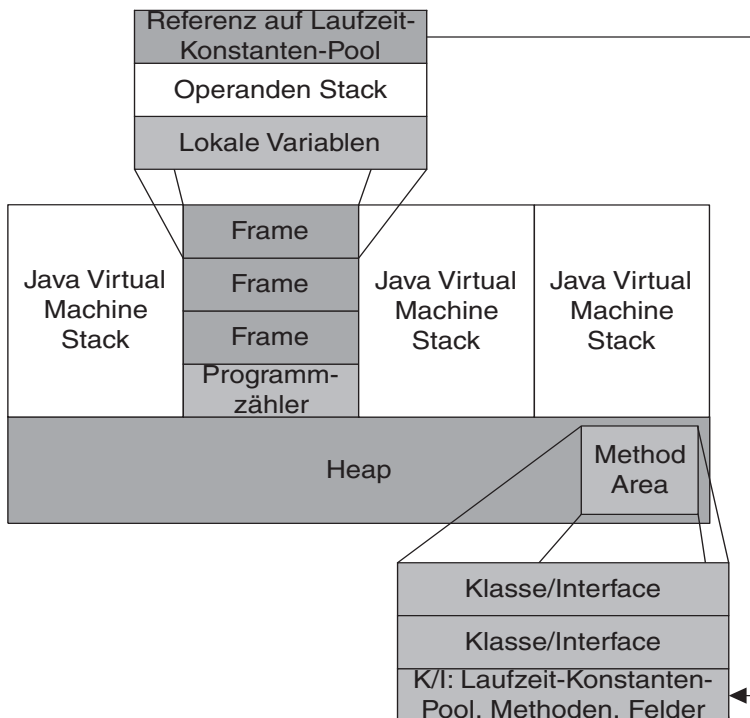 Referenz auf Laufzeit-
Konstanten-Pool
Operanden Stack
Lokale Variablen
Java Virtual
Machine
Stack
Frame
Frame
Frame
Programm-
zähler
Java Virtual
Machine
Stack
Java Virtual
Machine
Stack
Heap
Method
Area
Klasse/Interface
Klasse/Interface
K/I: Laufzeit-Konstanten-
Pool, Methoden, Felder